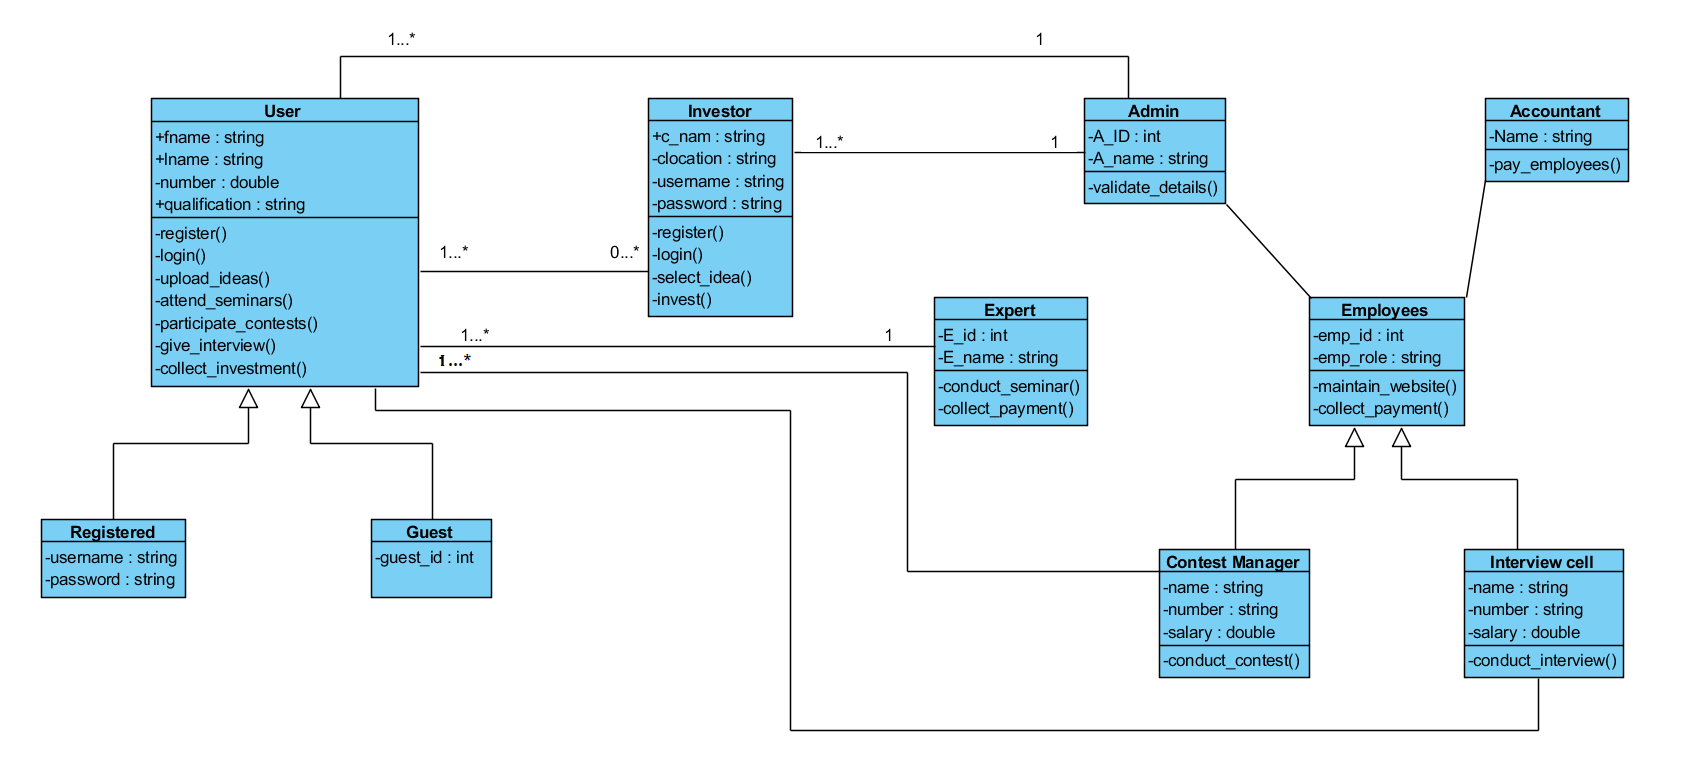 1...*
1
User
+fname : string
+lname : string
-number : double
+qualification : string
-register()
-login()
-upload_ideas()
-attend_seminars()
-participate_contests()
-give_interview()
-collect_investment()
Investor
+c_nam : string
-clocation : string
-username : string
-password : string
-register()
-login()
-select_idea()
-invest()
1...*
1
Admin
-A_ID : int
-A_name : string
-validate_details()
Accountant
-Name : string
-pay_employees()
1...*
0...*
1...*
1
1...*
Expert
-E_id : int
-E_name : string
-conduct_seminar()
-collect_payment()
Employees
-emp_id : int
-emp_role : string
-maintain_website()
-collect_payment()
Registered
-username : string
-password : string
Guest
-guest_id : int
Contest Manager
-name : string
-number : string
-salary : double
-conduct_contest()
Interview cell
-name : string
-number : string
-salary : double
-conduct_interview()